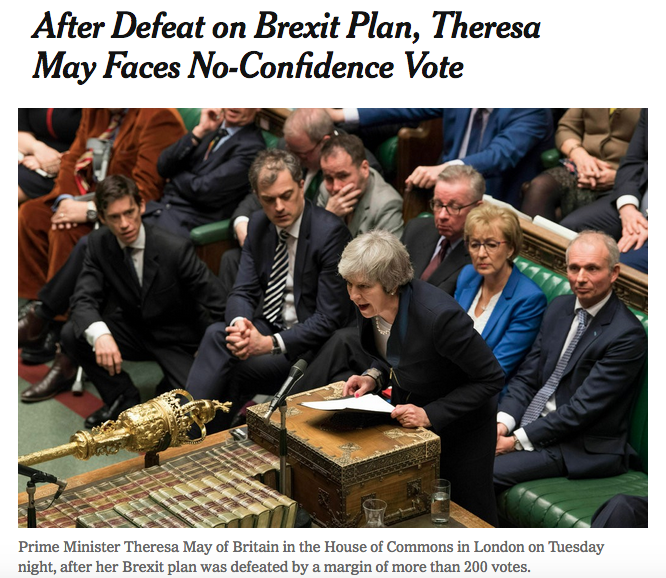 After Defeat on Brexit Plan, Theresa
May Faces No-Confidence Vote
Prime Minister Theresa May of Britain in the House of Commons in London on Tuesday
night, after her Brexit plan was defeated by a margin of more than 200 votes.